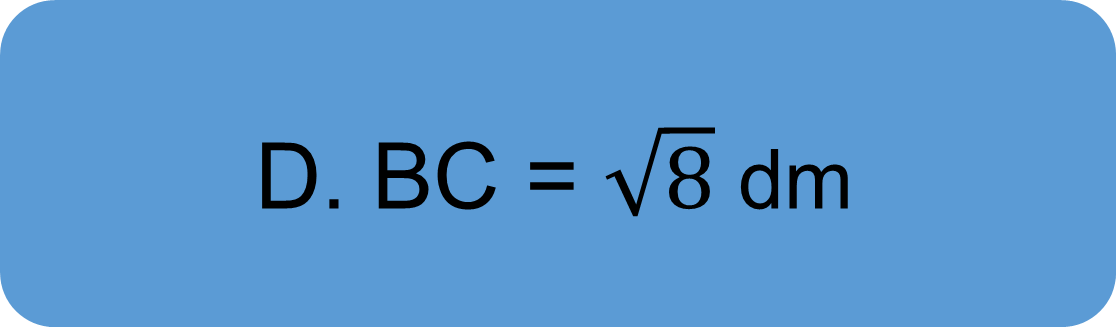 D. BC = √8 dm